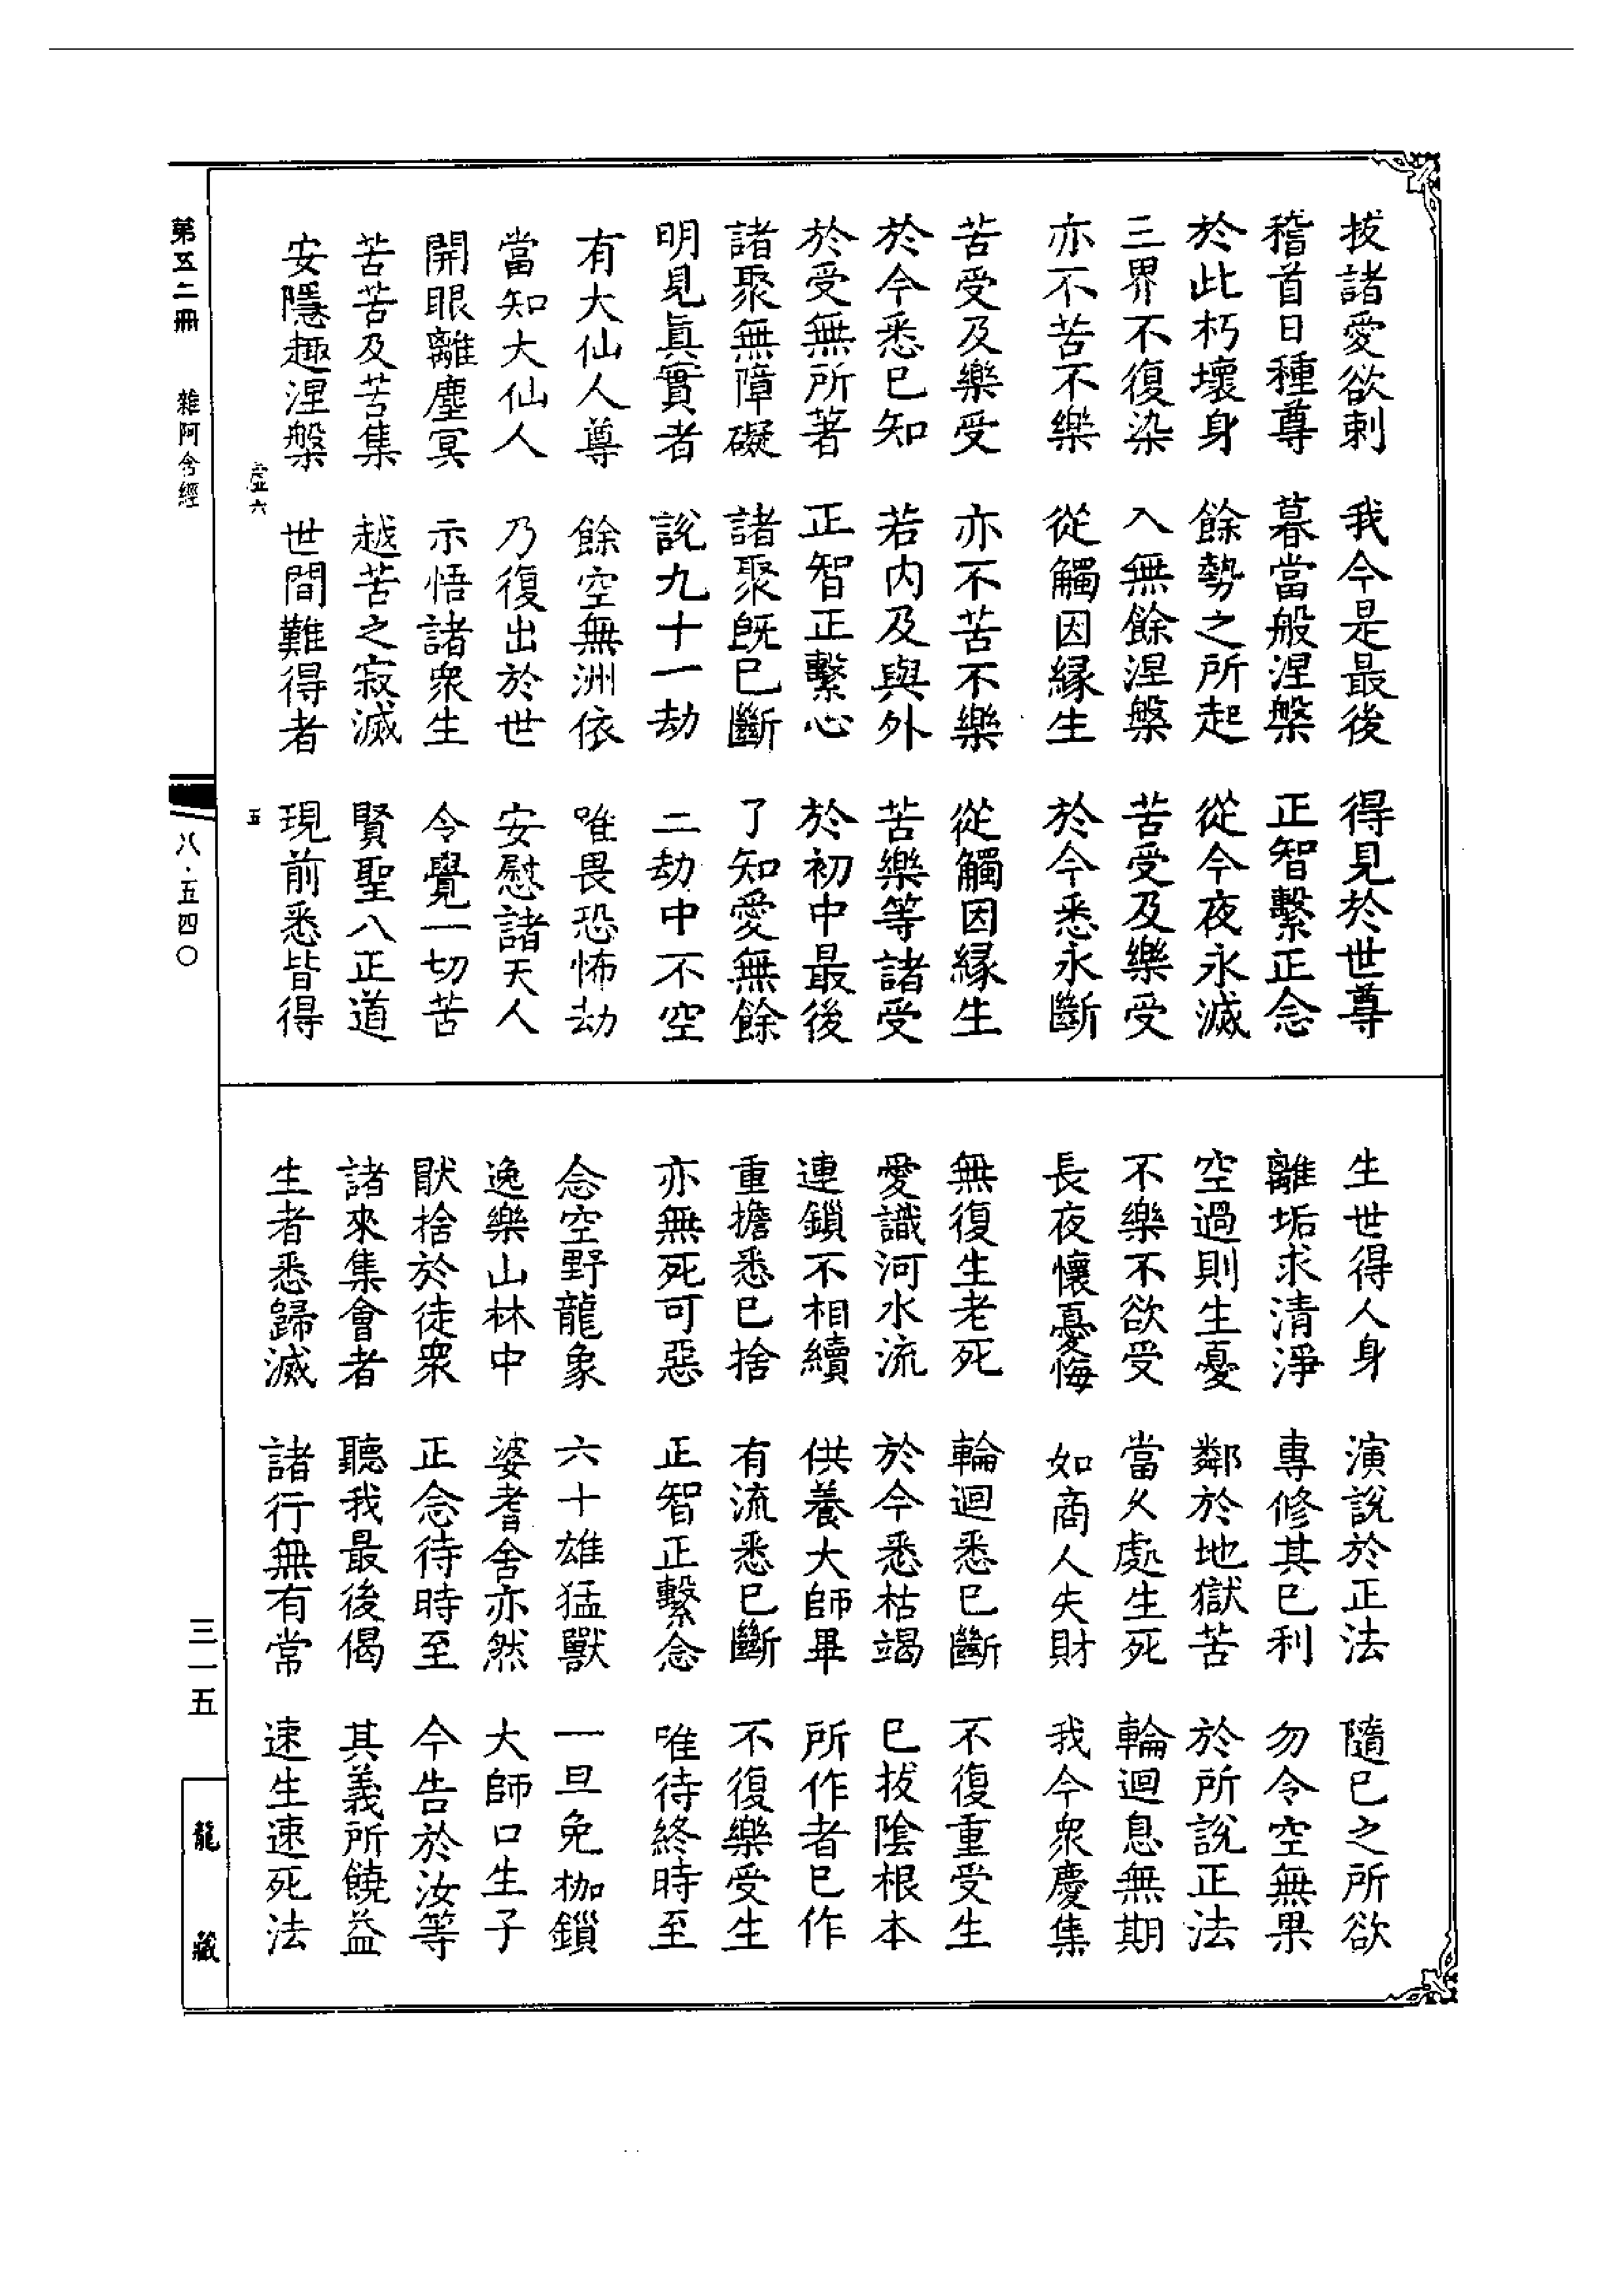 拔諸愛欲刺　我今是最後　得見於世尊
稽首日種尊　暮當般涅槃　正智繫正念
於此朽壞身　餘勢之所起　從今夜永滅
三界不復染　入無餘涅槃　苦受及樂受
亦不苦不樂　從觸因緣生　於今悉永斷
苦受及樂受　亦不苦不樂　從觸因緣生
於今悉已知　若內及與外　苦樂等諸受
於受無所著　正智正繫心　於初中最後
諸聚無障礙　諸聚旣已斷　了知愛無餘
明見眞實者　說九十一劫　二劫中不空
有大仙人尊　餘空無洲依　唯畏恐怖劫
當知大仙人　乃復出於世　安慰諸天人
開眼離塵冥　示悟諸衆生　令覺一切苦
苦苦及苦集　越苦之寂滅　賢聖八正道
安隱趣涅槃　世間難得者　現前悉皆得
生世得人身　演說於正法　隨已之所欲
離垢求清淨　專修其已利　勿令空無果
空過則生憂　鄰於地獄苦　於所說正法
不樂不欲受　當久處生死　輪迴息無期
長夜懷憂悔　如商人失財　我今衆慶集
無復生老死　輪迴悉已斷　不復重受生
愛識河水流　於今悉枯竭　已拔陰根本
連鎖不相續　供養大師畢　所作者已作
重擔悉已捨　有流悉已斷　不復樂受生
亦無死可惡　正智正繫念　唯待終時至
念空野龍象　六十雄猛獸　一旦免枷鎖
逸樂山林中　婆耆舍亦然　大師口生子
猒捨於徒衆　正念待時至　今告於汝等
諸來集會者　聽我最後偈　其義所饒益
生者悉歸滅　諸行無有常　速生速死法
虛六　五
第五二冊　雜阿含經　八·五四〇
三一五
龍藏